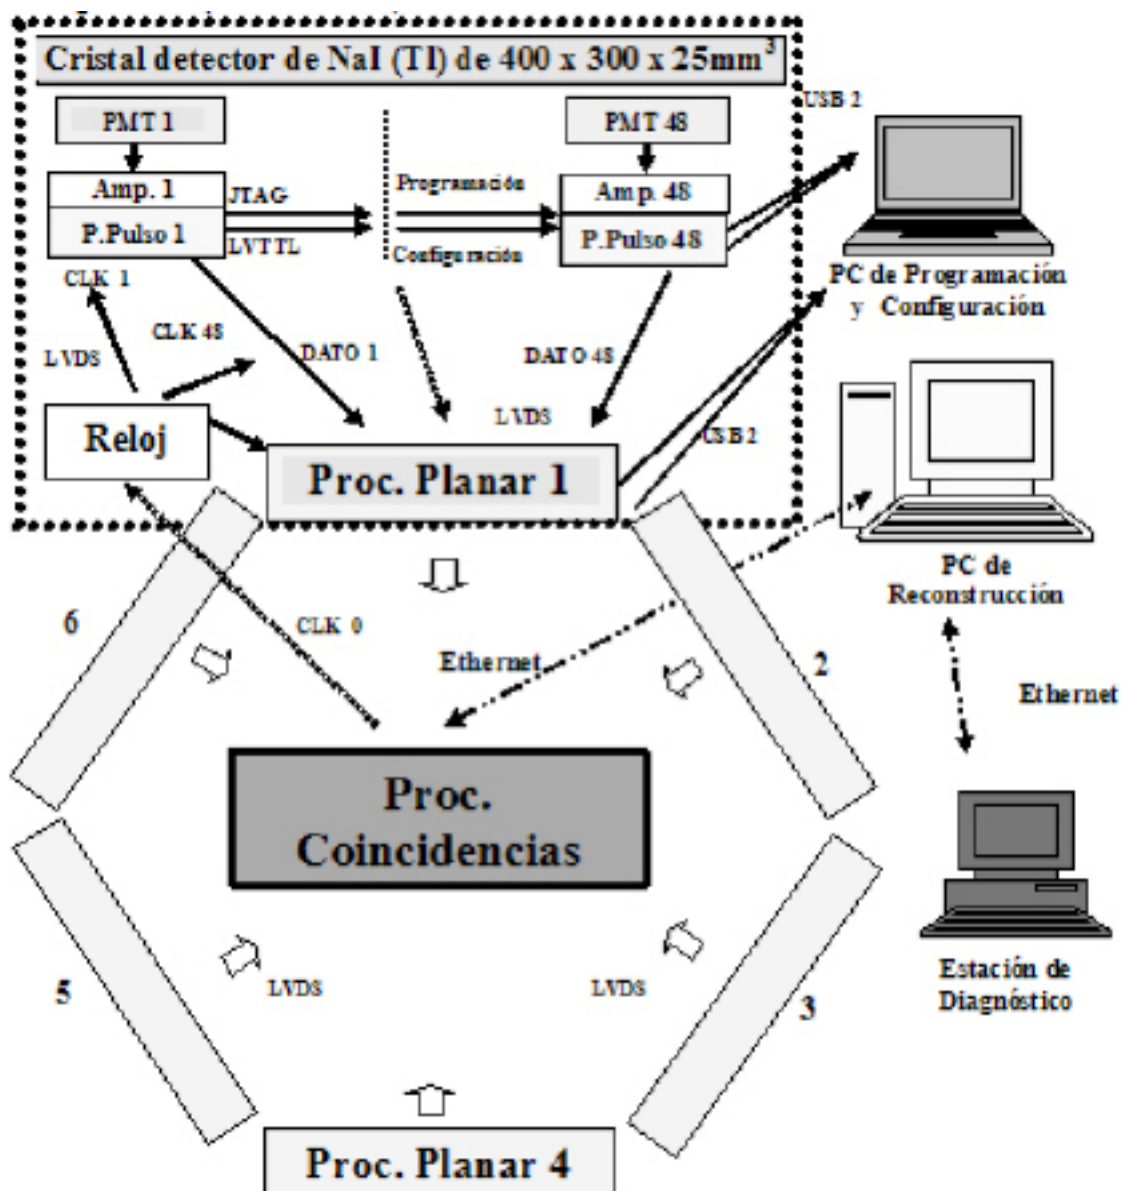 Cristal detector de NaI (Tl) de 400 x 300 x 25mm³
USB 2
PMT 1
PMT 48
Amp. 1
JTAG
Programación
Amp. 48
P.Pulso 1
LVTTL
Configuración
P.Pulso 48
CLK 1
PC de Programación
y Configuración
CLK 48
LVDS
DATO 1
DATO 48
LVDS
Reloj
USB 2
Proc. Planar 1
PC de
Reconstrucción
6
CLK 0
Ethernet
2
Ethernet
Proc.
Coincidencias
5
LVDS
LVDS
3
Estación de
Diagnóstico
Proc. Planar 4